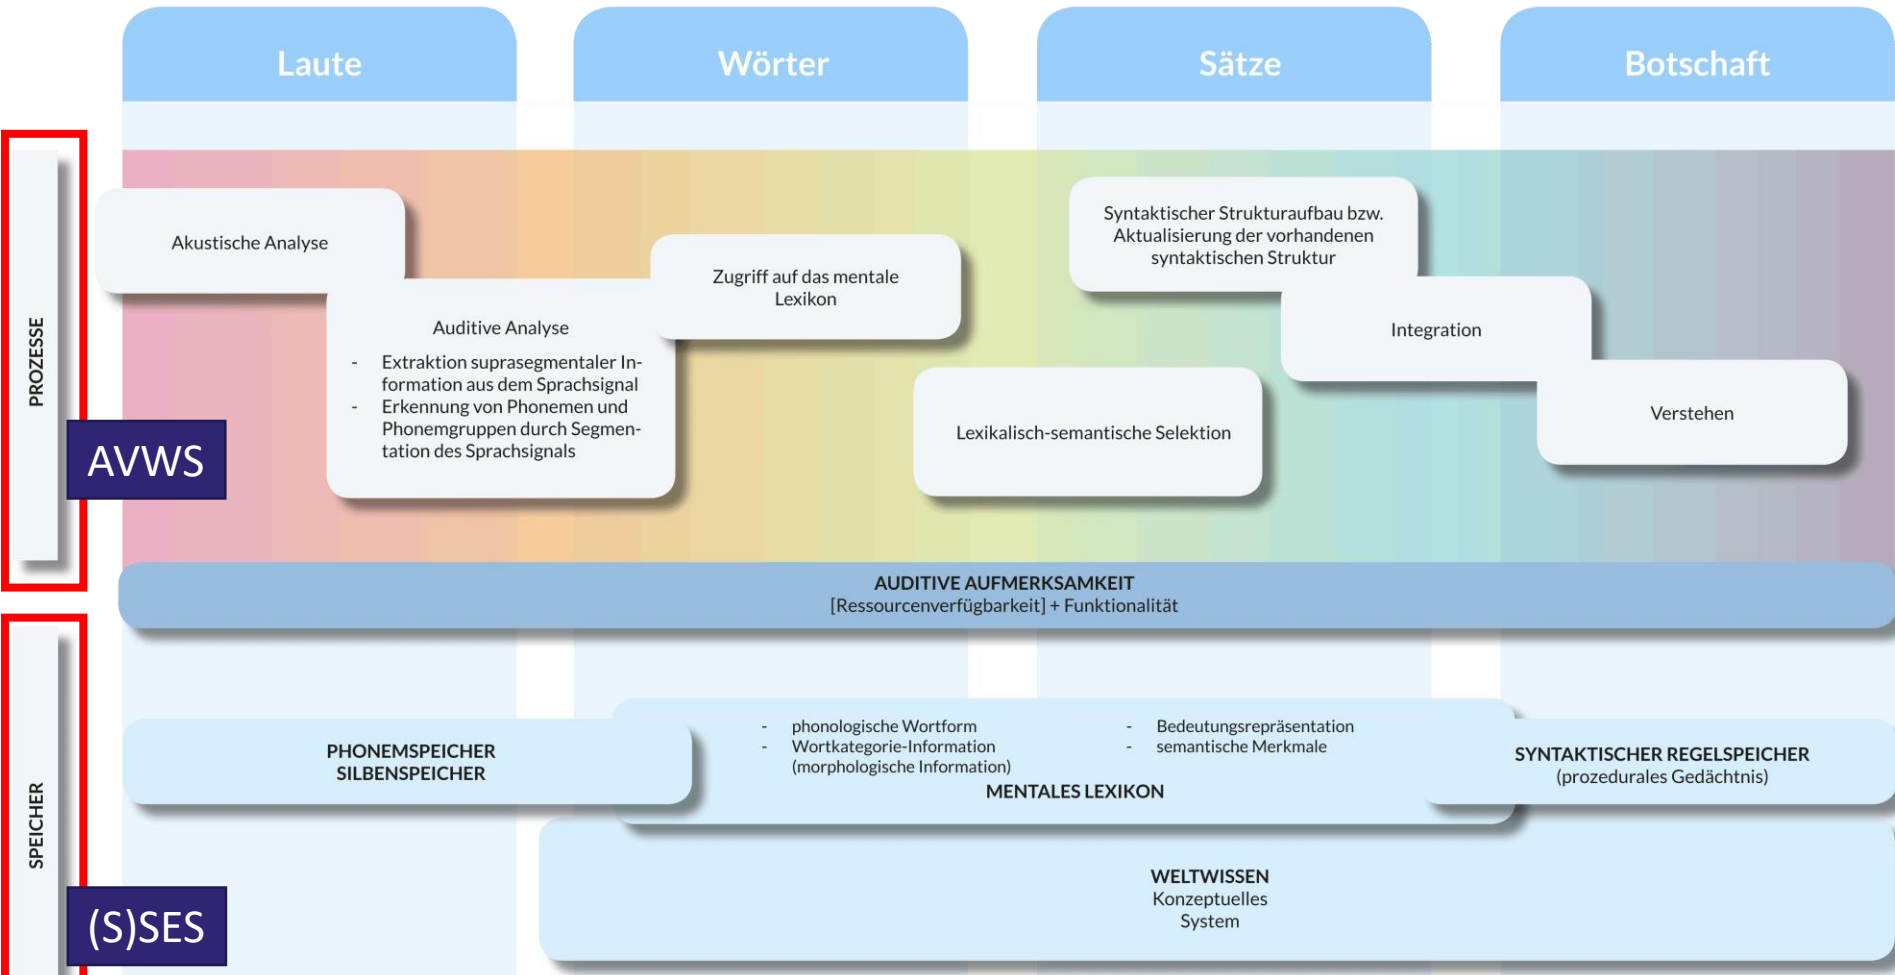 Laute
Wörter
Sätze
Botschaft
PROZESSE
Akustische Analyse
Auditive Analyse
- Extraktion suprasegmentaler In-
formation aus dem Sprachsignal
- Erkennung von Phonemen und
Phonemgruppen durch Segmen-
tation des Sprachsignals
Zugriff auf das mentale
Lexikon
Lexikalisch-semantische Selektion
Syntaktischer Strukturaufbau bzw.
Aktualisierung der vorhandenen
syntaktischen Struktur
Integration
Verstehen
AVWS
AUDITIVE AUFMERKSAMKEIT
[Ressourcenverfügbarkeit] + Funktionalität
SPEICHER
PHONEMSPEICHER
SILBENSPEICHER
- phonologische Wortform
- Wortkategorie-Information
(morphologische Information)
- Bedeutungsrepräsentation
- semantische Merkmale
MENTALES LEXIKON
SYNTAKTISCHER REGELSPEICHER
(prozedurales Gedächtnis)
WELTWISSEN
Konzeptuelles
System
(S)SES